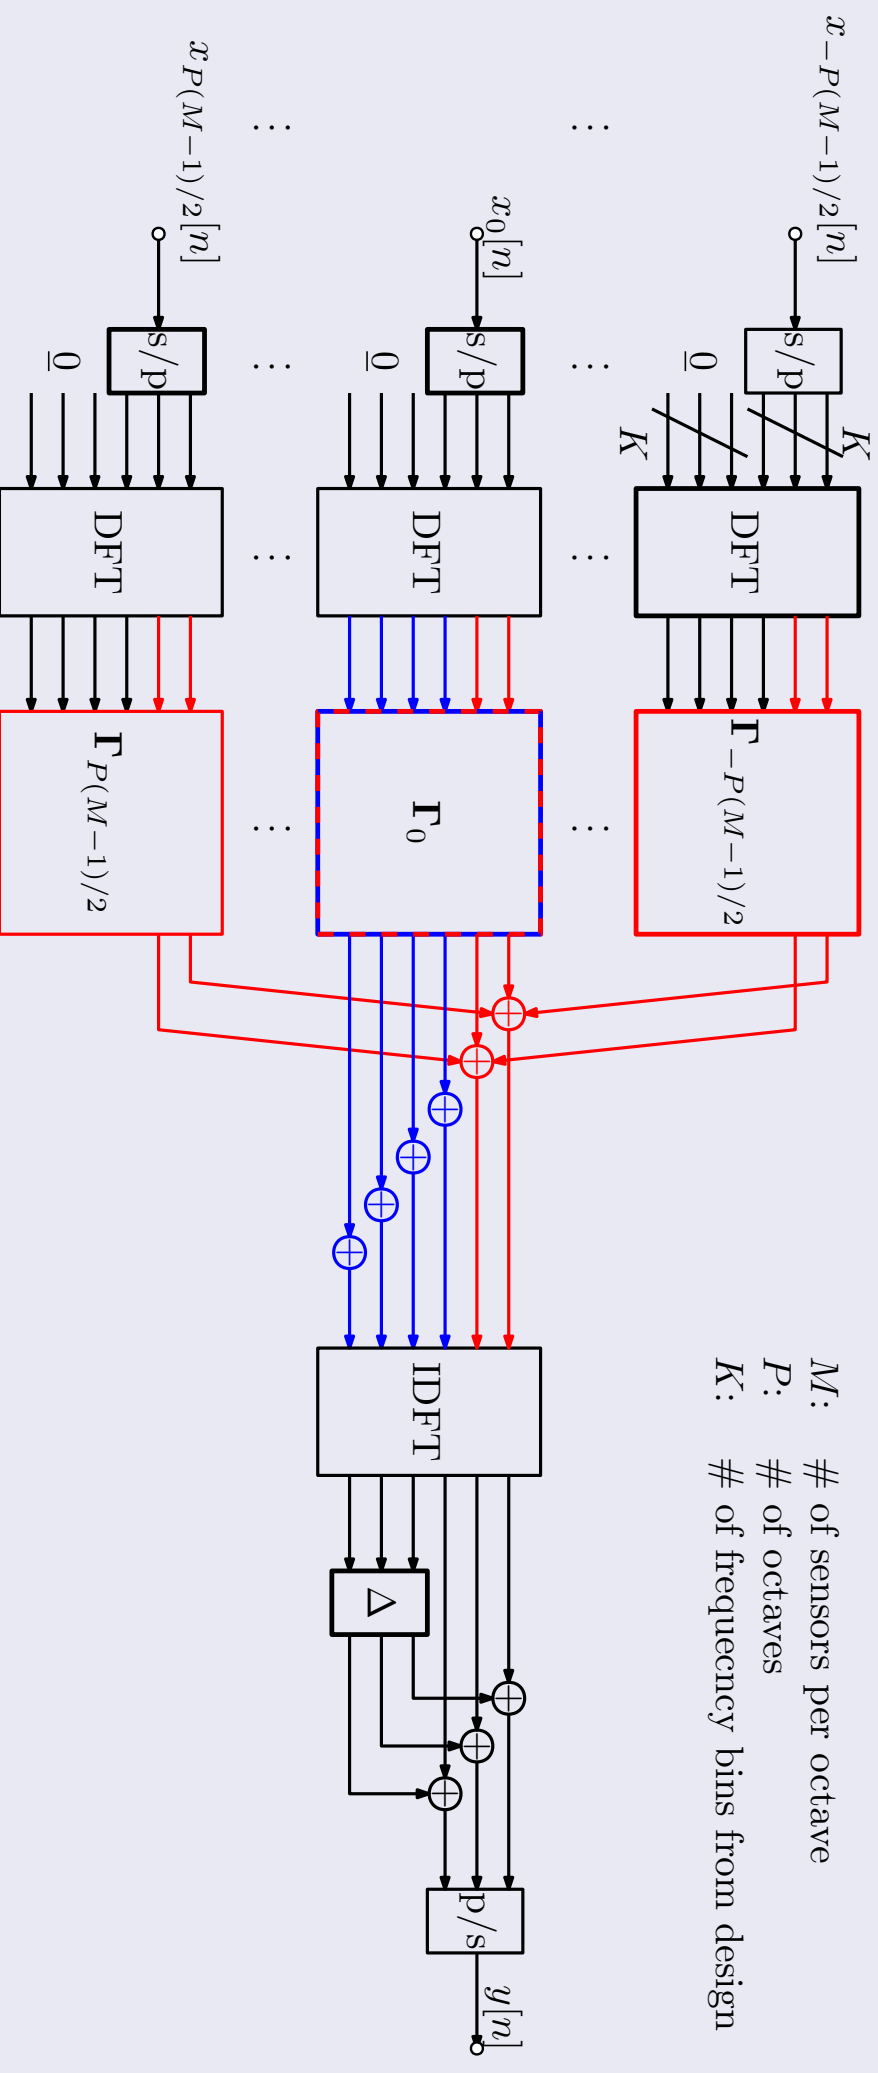 x_{-P(M-1)/2}[n]
...
x_0[n]
...
x_{P(M-1)/2}[n]
s/p
0
K
K
...
s/p
0
...
s/p
0
DFT
...
DFT
...
DFT
Γ_{-P(M-1)/2}
...
Γ_0
...
Γ_{P(M-1)/2}
M: # of sensors per octave
P: # of octaves
K: # of frequecny bins from design
IDFT
Δ
p/s
y[n]